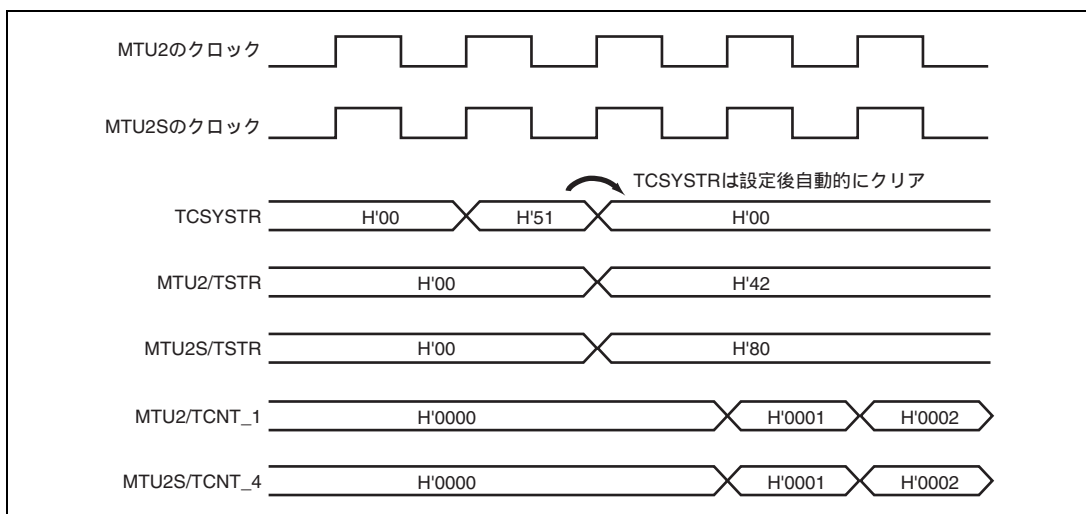 MTU2のクロック
MTU2Sのクロック
TCSYSTRは設定後自動的にクリア
TCSYSTR H'00 H'51 H'00
MTU2/TSTR H'00 H'42
MTU2S/TSTR H'00 H'80
MTU2/TCNT_1 H'0000 H'0001 H'0002
MTU2S/TCNT_4 H'0000 H'0001 H'0002